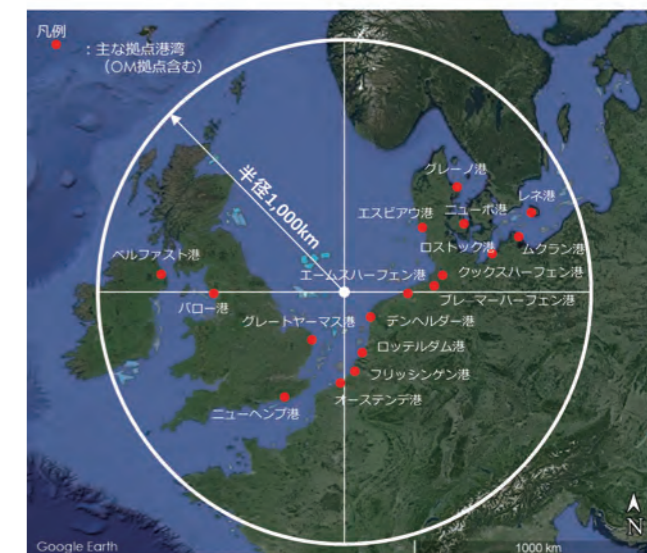 凡例
：主な拠点港湾
（OM拠点含む）
半径1,000km
グレーノ港
レネ港
エスビアウ港
ニューボ港
ロストック港
ムクラン港
ベルファスト港
エームスハーフェン港
クックスハーフェン港
バロー港
ブレーマーハーフェン港
グレートヤーマス港
デンヘルダー港
ロッテルダム港
フリッシンゲン港
オーステンデ港
ニューヘンブ港
N
Google Earth
1000 km